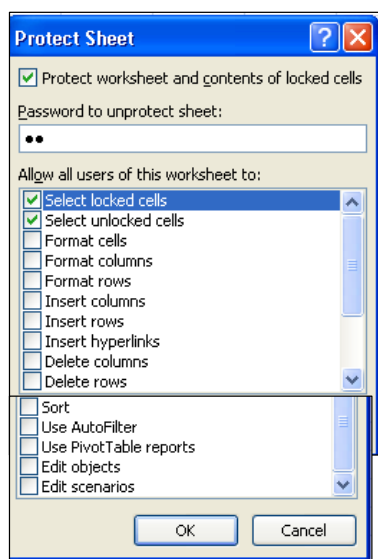 Protect Sheet
Protect worksheet and contents of locked cells
Password to unprotect sheet:
●●
Allow all users of this worksheet to:
Select locked cells
Select unlocked cells
Format cells
Format columns
Format rows
Insert columns
Insert rows
Insert hyperlinks
Delete columns
Delete rows
Sort
Use AutoFilter
Use PivotTable reports
Edit objects
Edit scenarios
OK Cancel